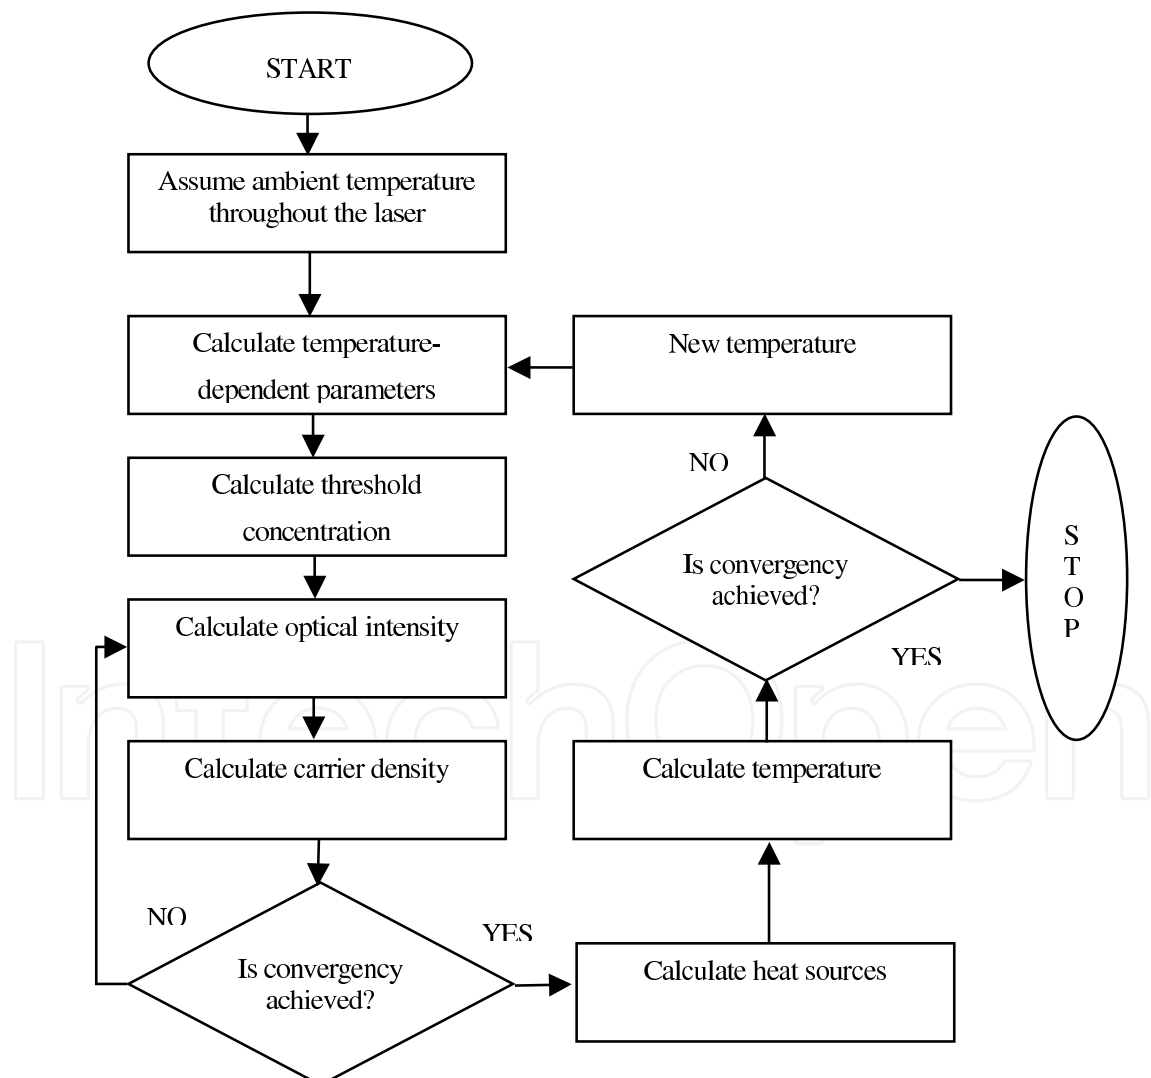 START
Assume ambient temperature
throughout the laser
Calculate temperature-
dependent parameters
New temperature
Calculate threshold
concentration
NO
Is convergency
achieved?
S
T
O
P
YES
Calculate optical intensity
Calculate carrier density
Calculate temperature
NO
YES
Is convergency
achieved?
Calculate heat sources
IntechOpen